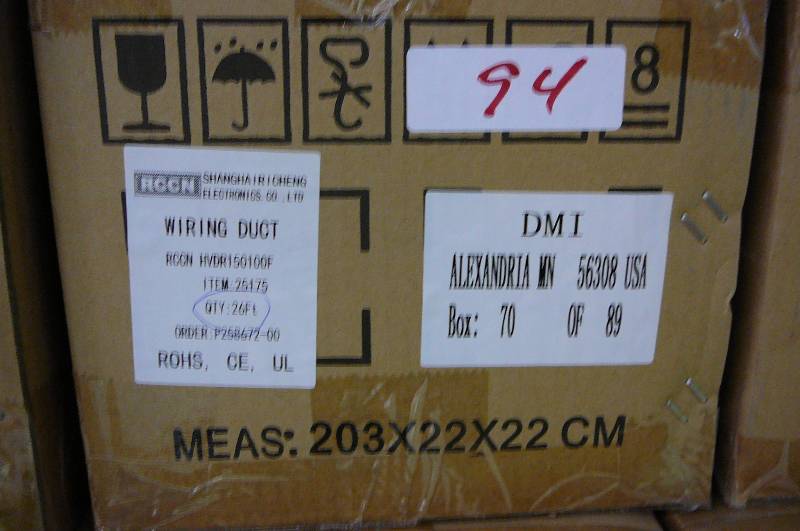 94
8
RCCN SHANGHAIRICHENG
ELECTRONICS.CO.,LTD
WIRING DUCT
RCCN HVDR150100F
ITEM:25175
QTY:26Ft
ORDER:P258672-00
ROHS, CE, UL
DMI
ALEXANDRIA MN 56308 USA
Box: 70 OF 89
MEAS: 203X22X22 CM